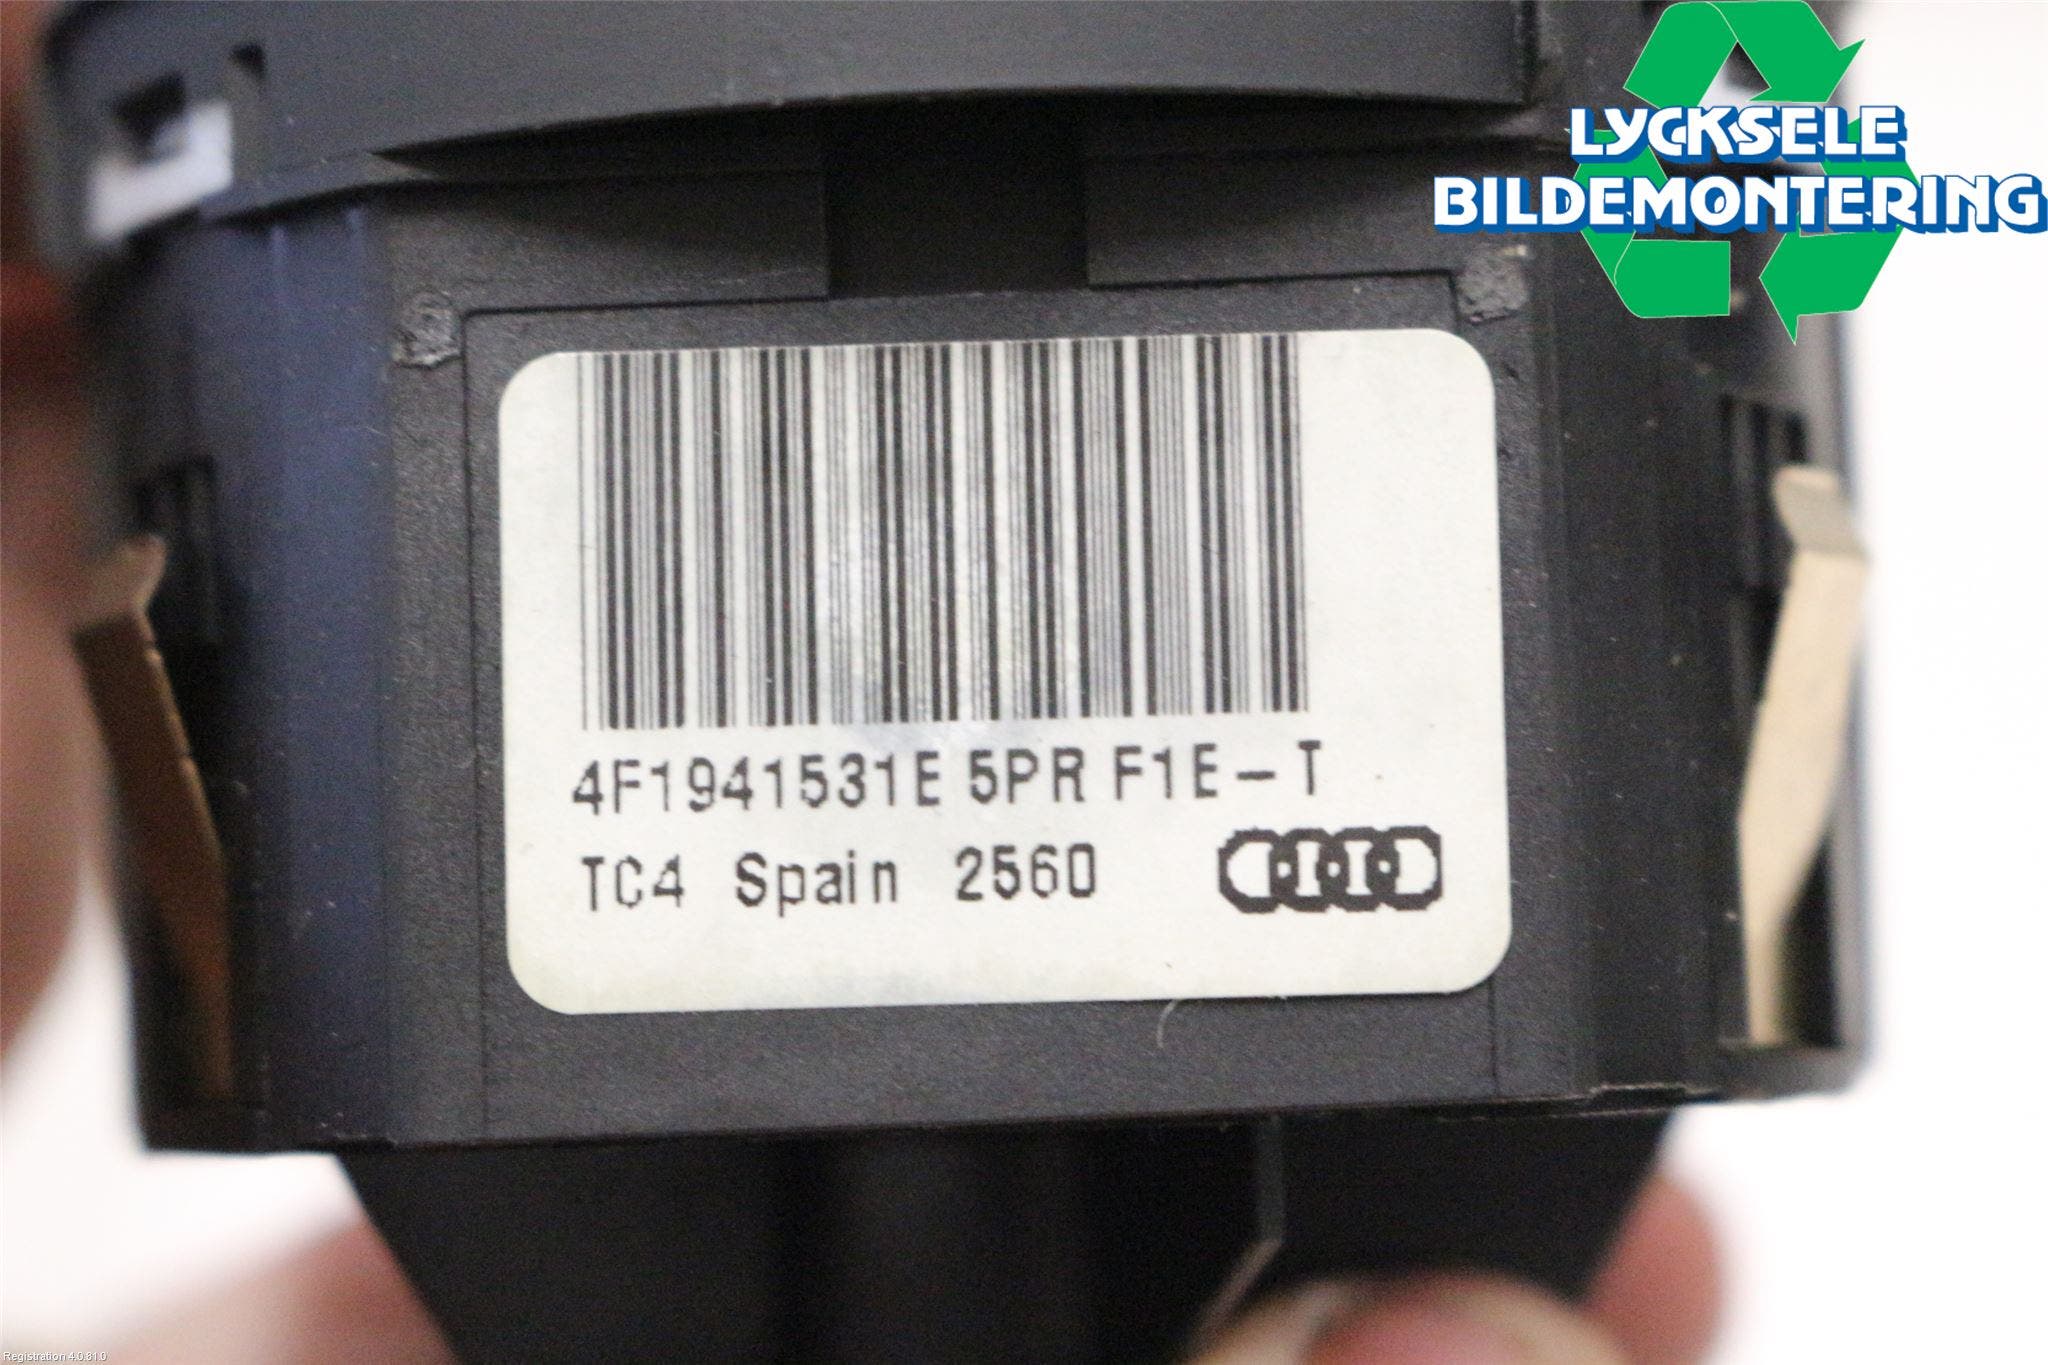 LYCKSELE
BILDEMONTERING
4F1941531E 5PR F1E-T
TC4 Spain 2560
Registration 4.0.81.0